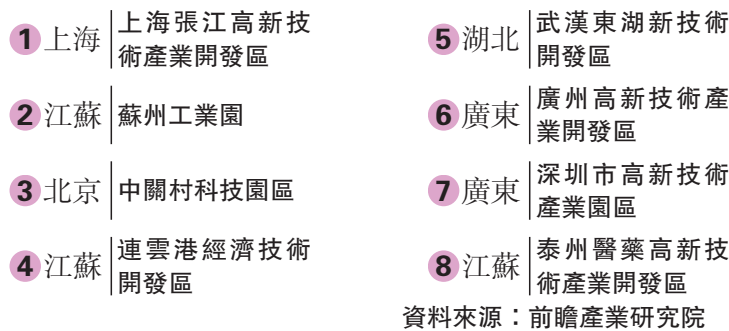 1 上海 上海張江高新技
術產業開發區
2 江蘇 蘇州工業園
3 北京 中關村科技園區
4 江蘇 連雲港經濟技術
開發區
5 湖北 武漢東湖新技術
開發區
6 廣東 廣州高新技術產
業開發區
7 廣東 深圳市高新技術
產業園區
8 江蘇 泰州醫藥高新技
術產業開發區
資料來源：前瞻產業研究院